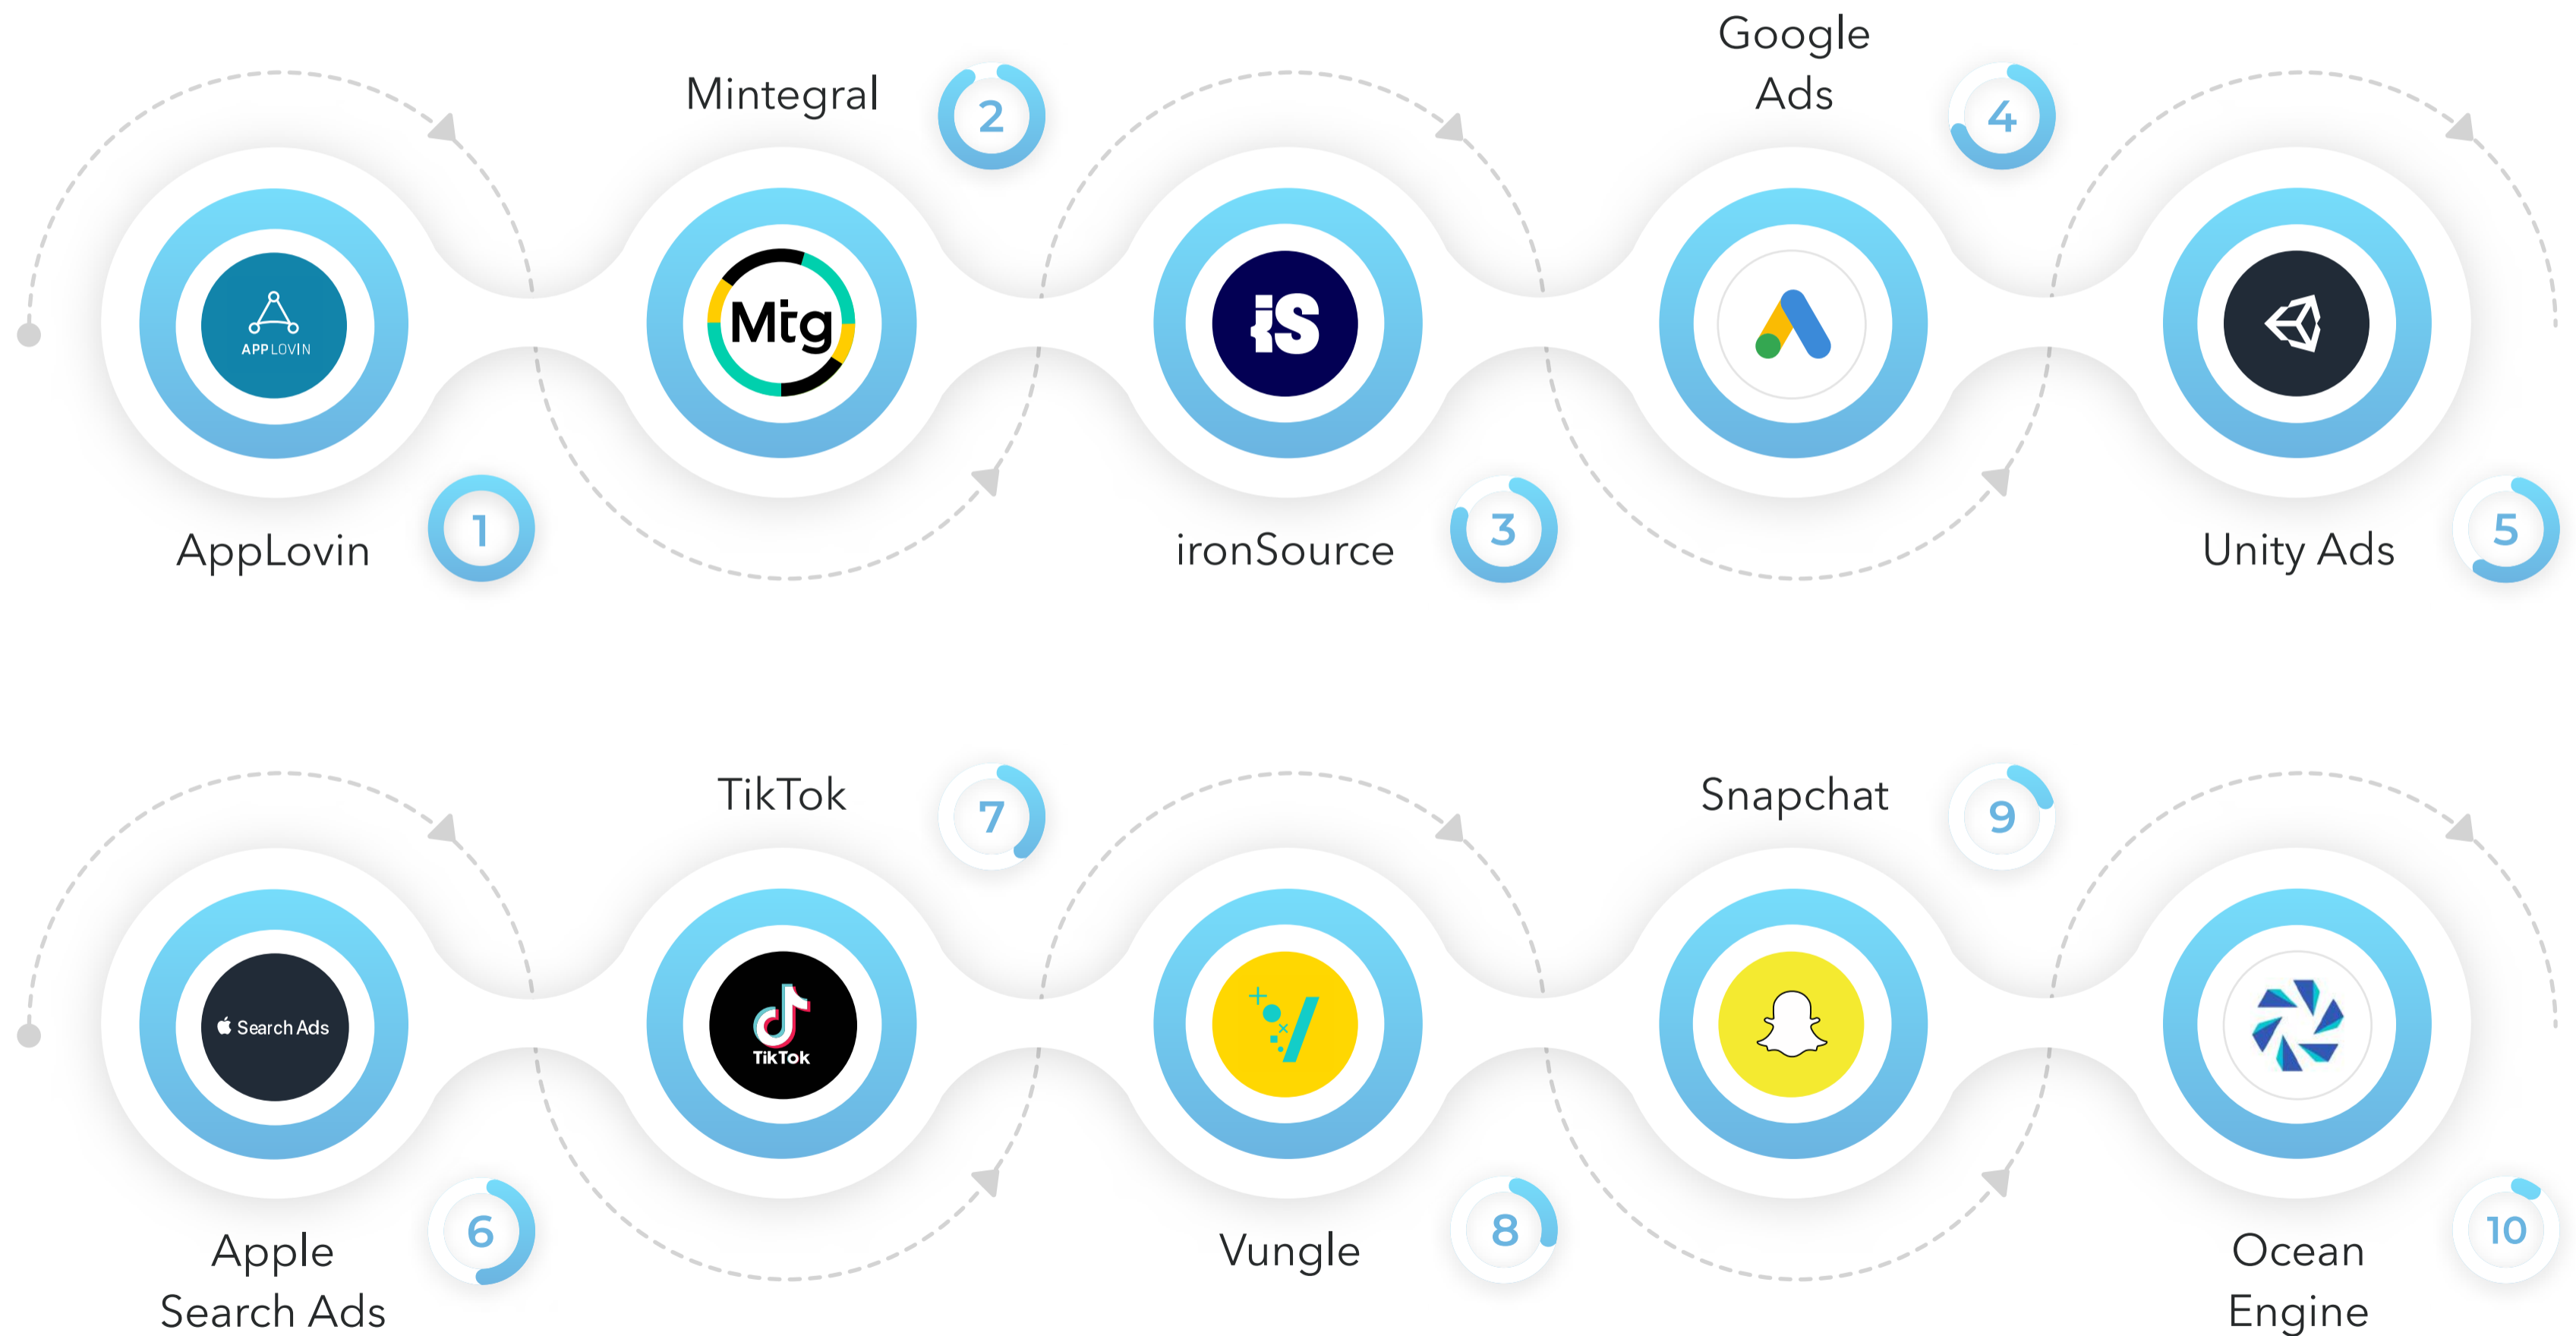 Google
Ads
Mintegral
2
4
APPLOVIN
Mtg
iS
AppLovin
1
ironSource
3
Unity Ads
5
TikTok
7
Snapchat
9
Search Ads
TikTok
Apple
Search Ads
6
Vungle
8
Ocean
Engine
10